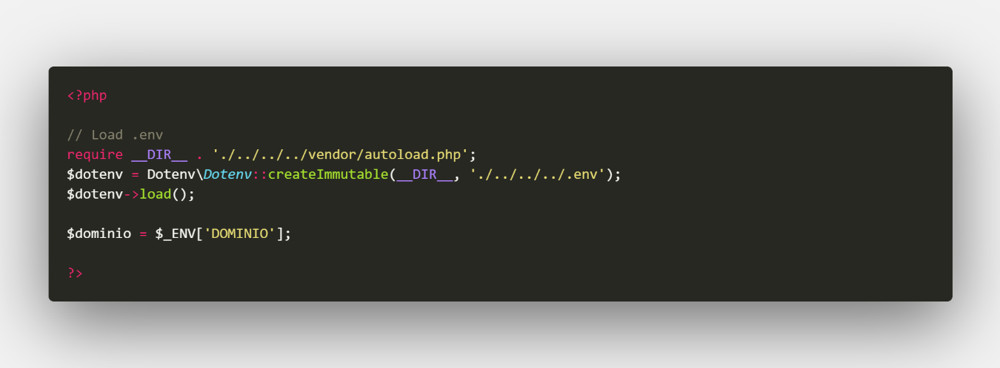 <?php
// Load .env
require __DIR__ . './../../../vendor/autoload.php';
$dotenv = Dotenv\Dotenv::createImmutable(__DIR__, './../../../.env');
$dotenv->load();
$dominio = $_ENV['DOMINIO'];
?>